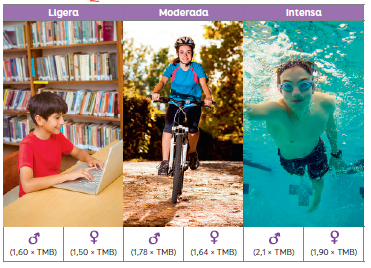 Ligera Moderada Intensa
♂ ♀ ♂ ♀ ♂ ♀
(1,60 × TMB) (1,50 × TMB) (1,78 × TMB) (1,64 × TMB) (2,1 × TMB) (1,90 × TMB)